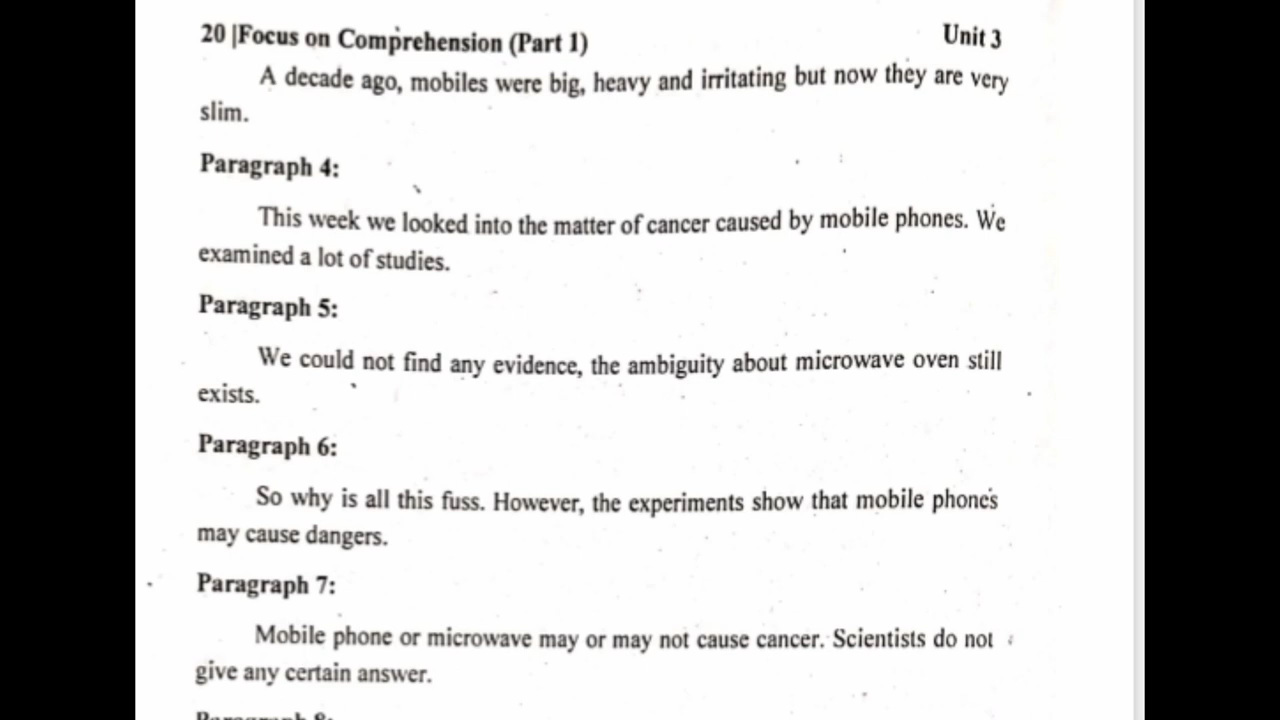 20 |Focus on Comprehension (Part 1) Unit 3
A decade ago, mobiles were big, heavy and irritating but now they are very
slim.
Paragraph 4:
This week we looked into the matter of cancer caused by mobile phones. We
examined a lot of studies.
Paragraph 5:
We could not find any evidence, the ambiguity about microwave oven still
exists.
Paragraph 6:
So why is all this fuss. However, the experiments show that mobile phones
may cause dangers.
Paragraph 7:
Mobile phone or microwave may or may not cause cancer. Scientists do not
give any certain answer.
Paragraph 8: